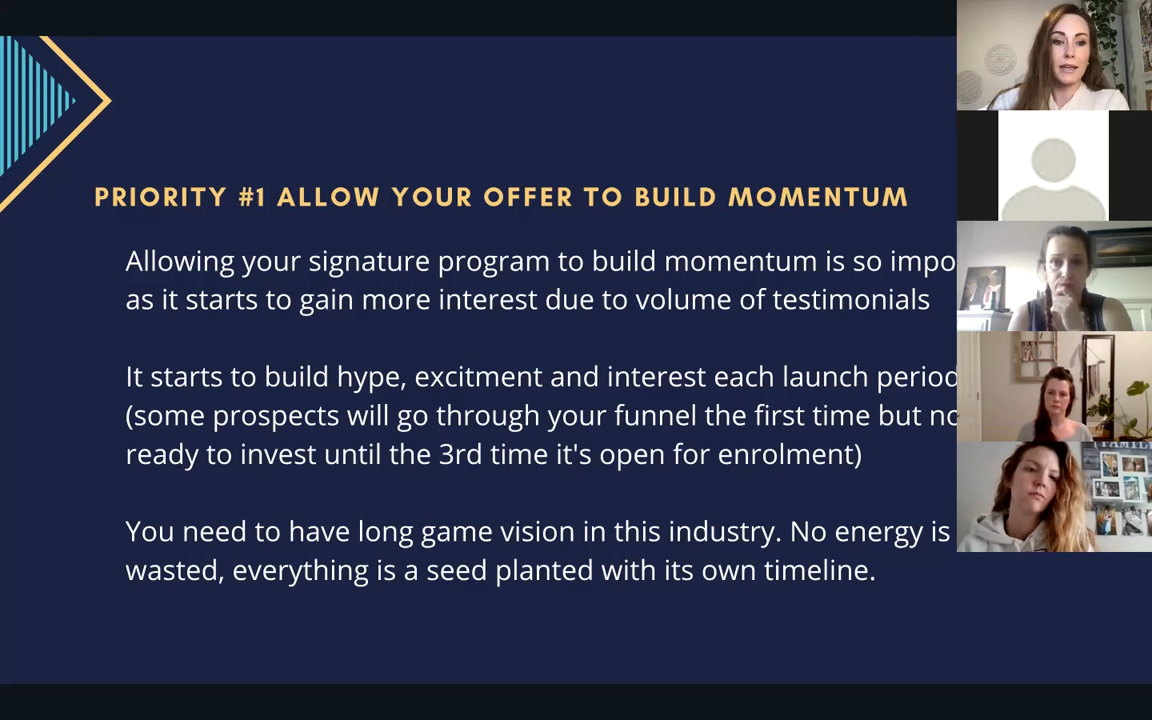 PRIORITY #1 ALLOW YOUR OFFER TO BUILD MOMENTUM
Allowing your signature program to build momentum is so
as it starts to gain more interest due to volume of testimonials
It starts to build hype, excitment and interest each launch period
(some prospects will go through your funnel the first time but
ready to invest until the 3rd time it's open for enrolment)
You need to have long game vision in this industry. No energy is
wasted, everything is a seed planted with its own timeline.